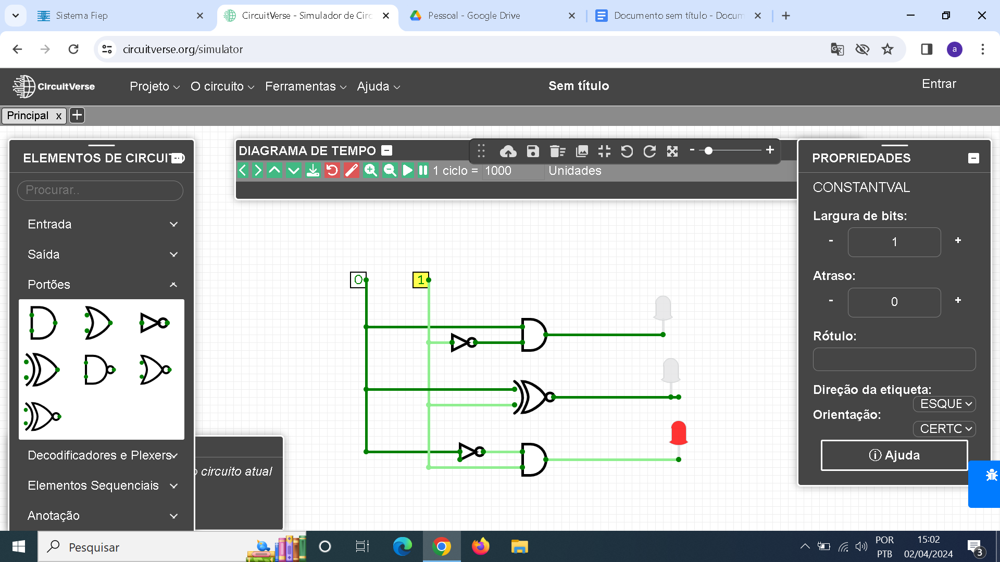 Sistema Fiep
CircuitVerse - Simulador de Circ
Pessoal - Google Drive
Documento sem título - Docum
circuitverse.org/simulator
a
CircuitVerse
Projeto
O circuito
Ferramentas
Ajuda
Sem título
Entrar
Principal x
ELEMENTOS DE CIRCUITO
Procurar..
Entrada
Saída
Portões
Decodificadores e Plexers
Elementos Sequenciais
Anotação
DIAGRAMA DE TEMPO
1 ciclo = 1000 Unidades
0
1
o circuito atual
PROPRIEDADES
CONSTANTVAL
Largura de bits:
- 1 +
Atraso:
- 0 +
Rótulo:
Direção da etiqueta:
ESQUE
Orientação:
CERTO
Ajuda
Pesquisar
POR
PTB
15:02
02/04/2024
3